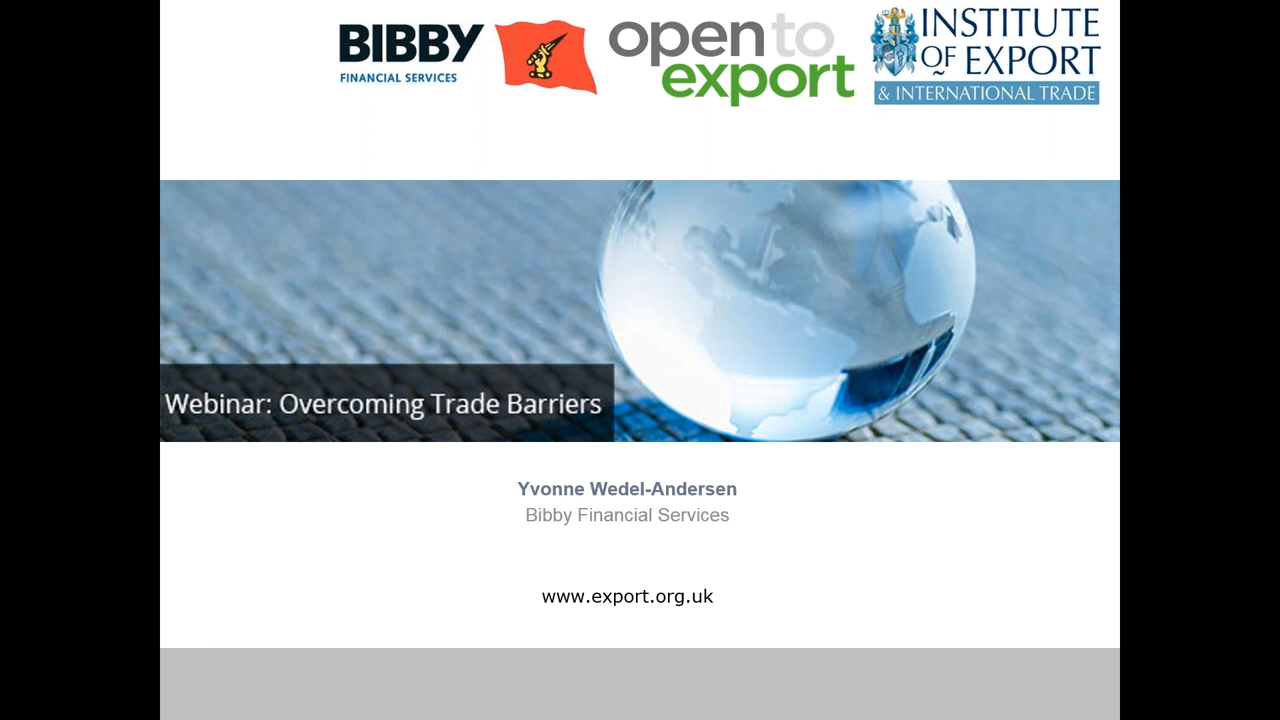 BIBBY
FINANCIAL SERVICES
open to
export
INSTITUTE
OF EXPORT
& INTERNATIONAL TRADE
Webinar: Overcoming Trade Barriers
Yvonne Wedel-Andersen
Bibby Financial Services
www.export.org.uk